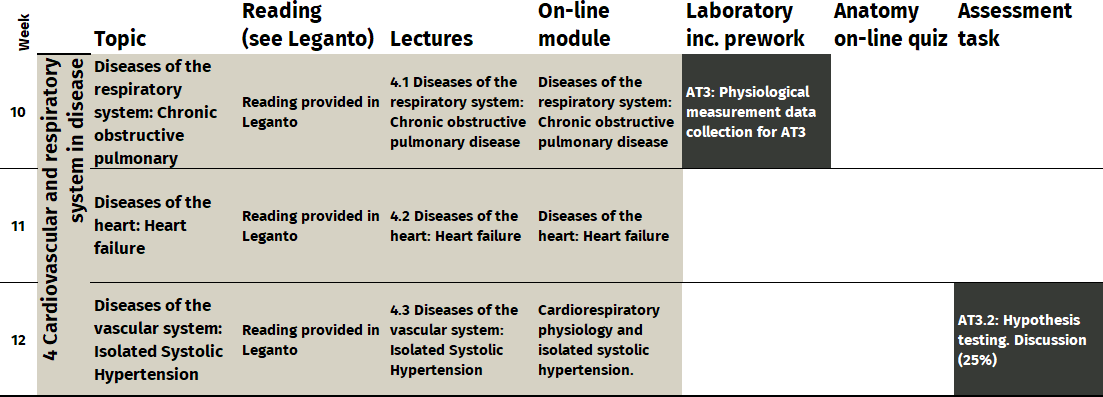 Week
Topic
Reading
(see Leganto)
Lectures
On-line
module
Laboratory
inc. prework
Anatomy
on-line quiz
Assessment
task
4 Cardiovascular and respiratory
system in disease
10
Diseases of the
respiratory
system: Chronic
obstructive
pulmonary
Reading provided in
Leganto
4.1 Diseases of the
respiratory system:
Chronic obstructive
pulmonary disease
Diseases of the
respiratory system:
Chronic obstructive
pulmonary disease
AT3: Physiological
measurement data
collection for AT3
11
Diseases of the
heart: Heart
failure
Reading provided in
Leganto
4.2 Diseases of the
heart: Heart failure
Diseases of the
heart: Heart failure
12
Diseases of the
vascular system:
Isolated Systolic
Hypertension
Reading provided in
Leganto
4.3 Diseases of the
vascular system:
Isolated Systolic
Hypertension
Cardiorespiratory
physiology and
isolated systolic
hypertension.
AT3.2: Hypothesis
testing. Discussion
(25%)